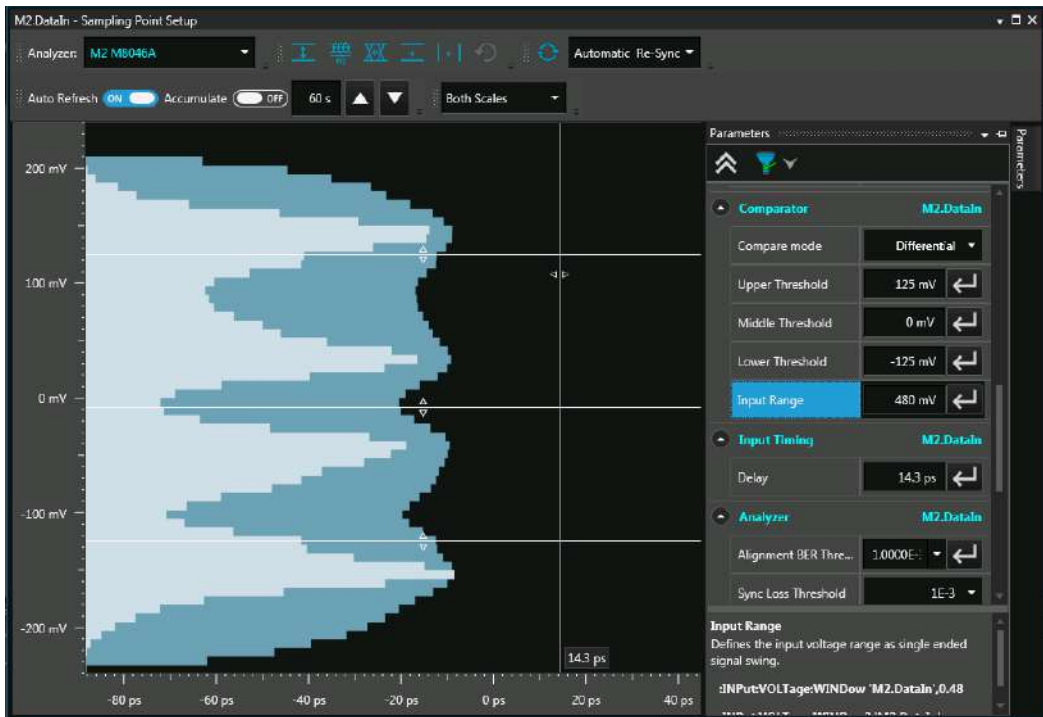 M2.DataIn - Sampling Point Setup
Analyzer: M2 M8046A Automatic Re-Sync
Auto Refresh ON Accumulate OFF 60 s Both Scales
Parameters
Parameters
Comparator M2.DataIn
Compare mode Differential
Upper Threshold 125 mV
Middle Threshold 0 mV
Lower Threshold -125 mV
Input Range 480 mV
Input Timing M2.DataIn
Delay 14.3 ps
Analyzer M2.DataIn
Alignment BER Thre...
Sync Loss Threshold 1E-3
Input Range
Defines the input voltage range as single ended
signal swing.
:INPut:VOLTage:WINDow 'M2.DataIn',0.48
200 mV
100 mV
0 mV
-100 mV
-200 mV
14.3 ps
-80 ps -60 ps -40 ps -20 ps 0 ps 20 ps 40 ps